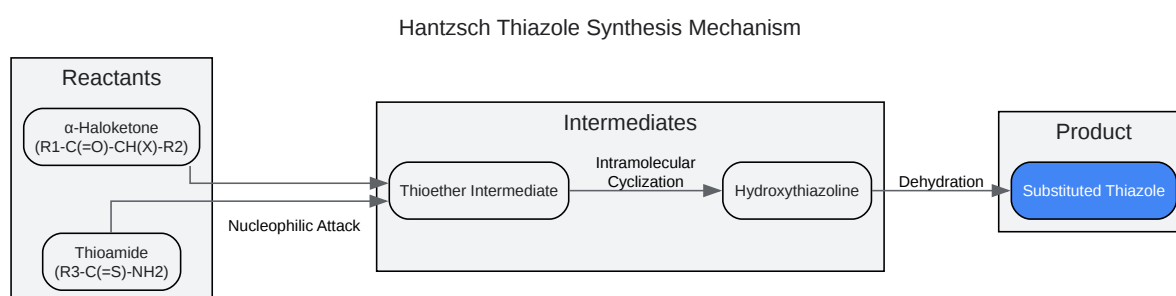 Hantzsch Thiazole Synthesis Mechanism
Reactants
α-Haloketone
(R1-C(=O)-CH(X)-R2)
Thioamide
(R3-C(=S)-NH2)
Nucleophilic Attack
Intermediates
Thioether Intermediate
Intramolecular
Cyclization
Hydroxythiazoline
Dehydration
Product
Substituted Thiazole